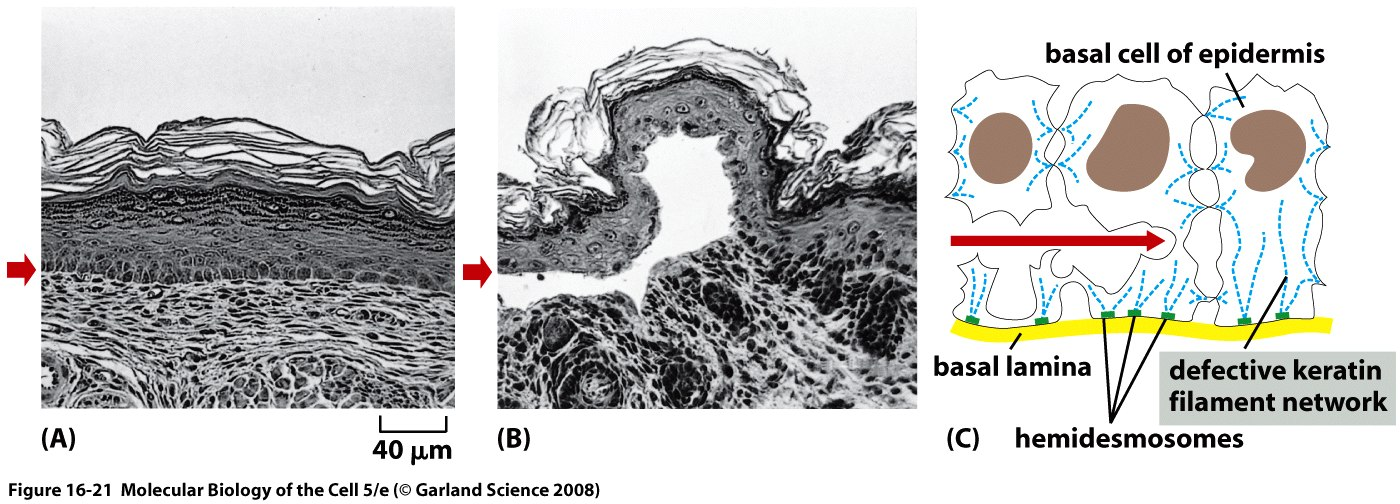 basal cell of epidermis
basal lamina
defective keratin
filament network
hemidesmosomes
(A)
40 μm
(B)
(C)
Figure 16-21 Molecular Biology of the Cell 5/e (© Garland Science 2008)